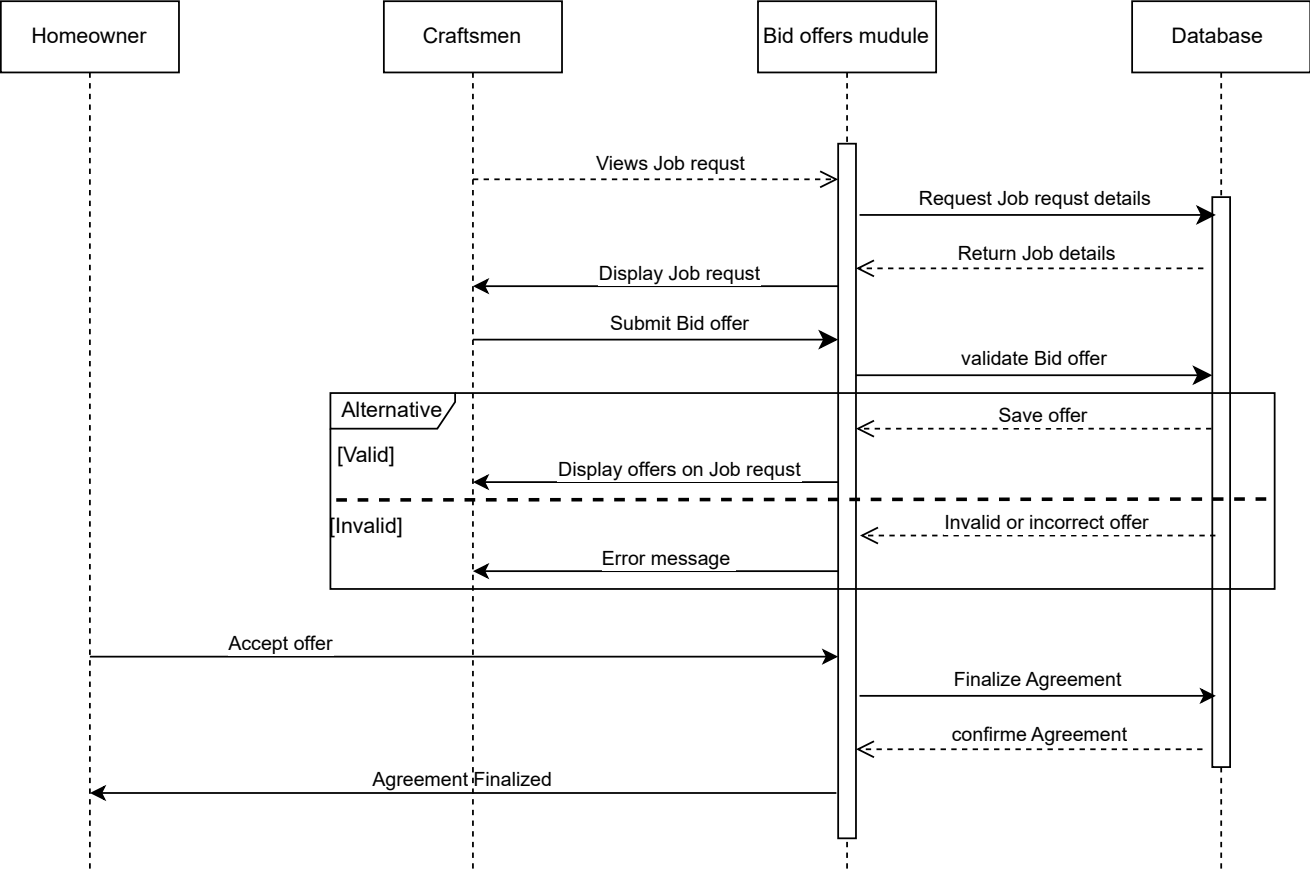 Homeowner
Craftsmen
Bid offers mudule
Database
Views Job requst
Request Job requst details
Return Job details
Display Job requst
Submit Bid offer
validate Bid offer
Alternative
Save offer
[Valid]
Display offers on Job requst
[Invalid]
Invalid or incorrect offer
Error message
Accept offer
Finalize Agreement
confirme Agreement
Agreement Finalized